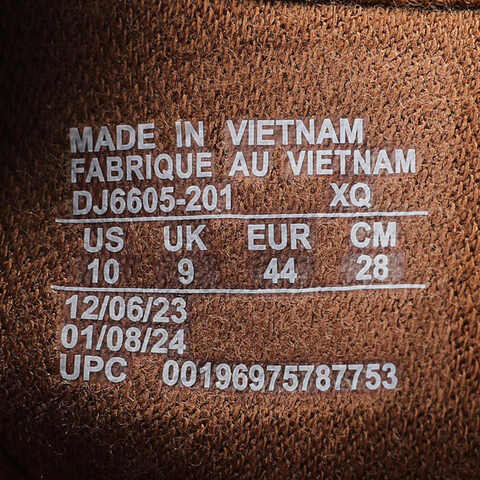 MADE IN VIETNAM
FABRIQUE AU VIETNAM
DJ6605-201 XQ
US UK EUR CM
10 9 44 28
12/06/23
01/08/24
UPC 00196975787753